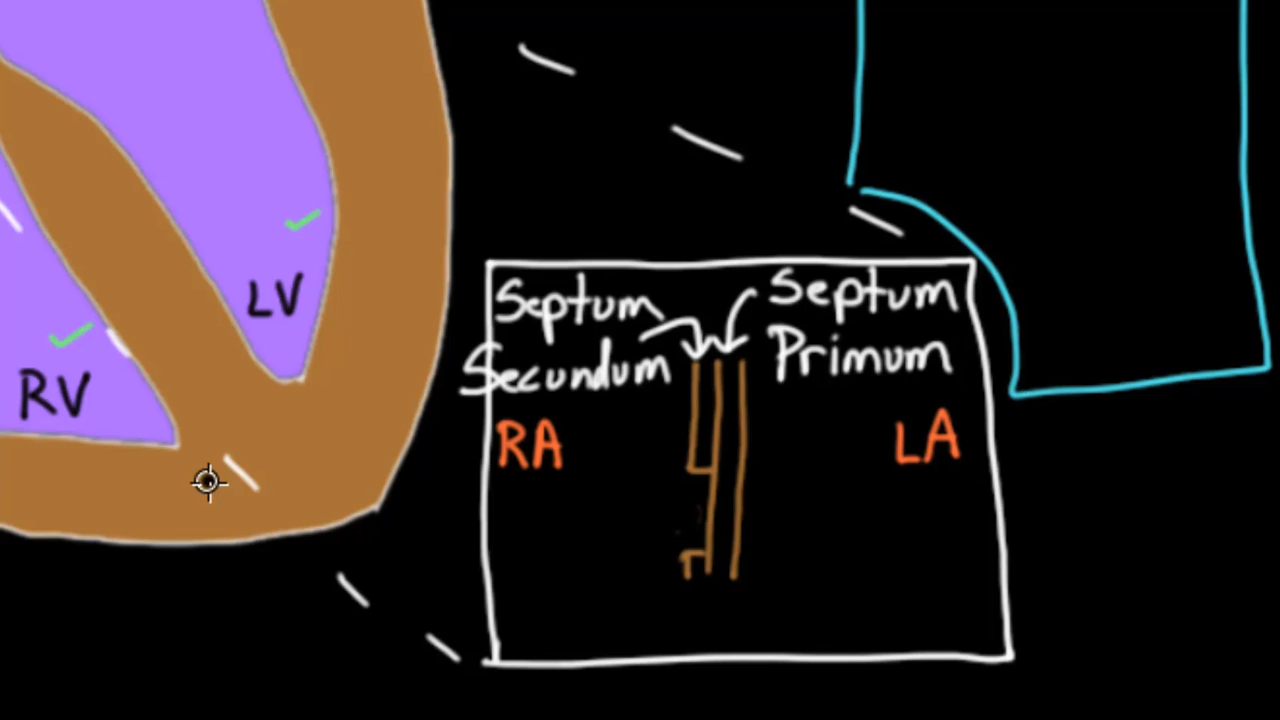 LV
RV
Septum
Secundum
Septum
Primum
RA
LA